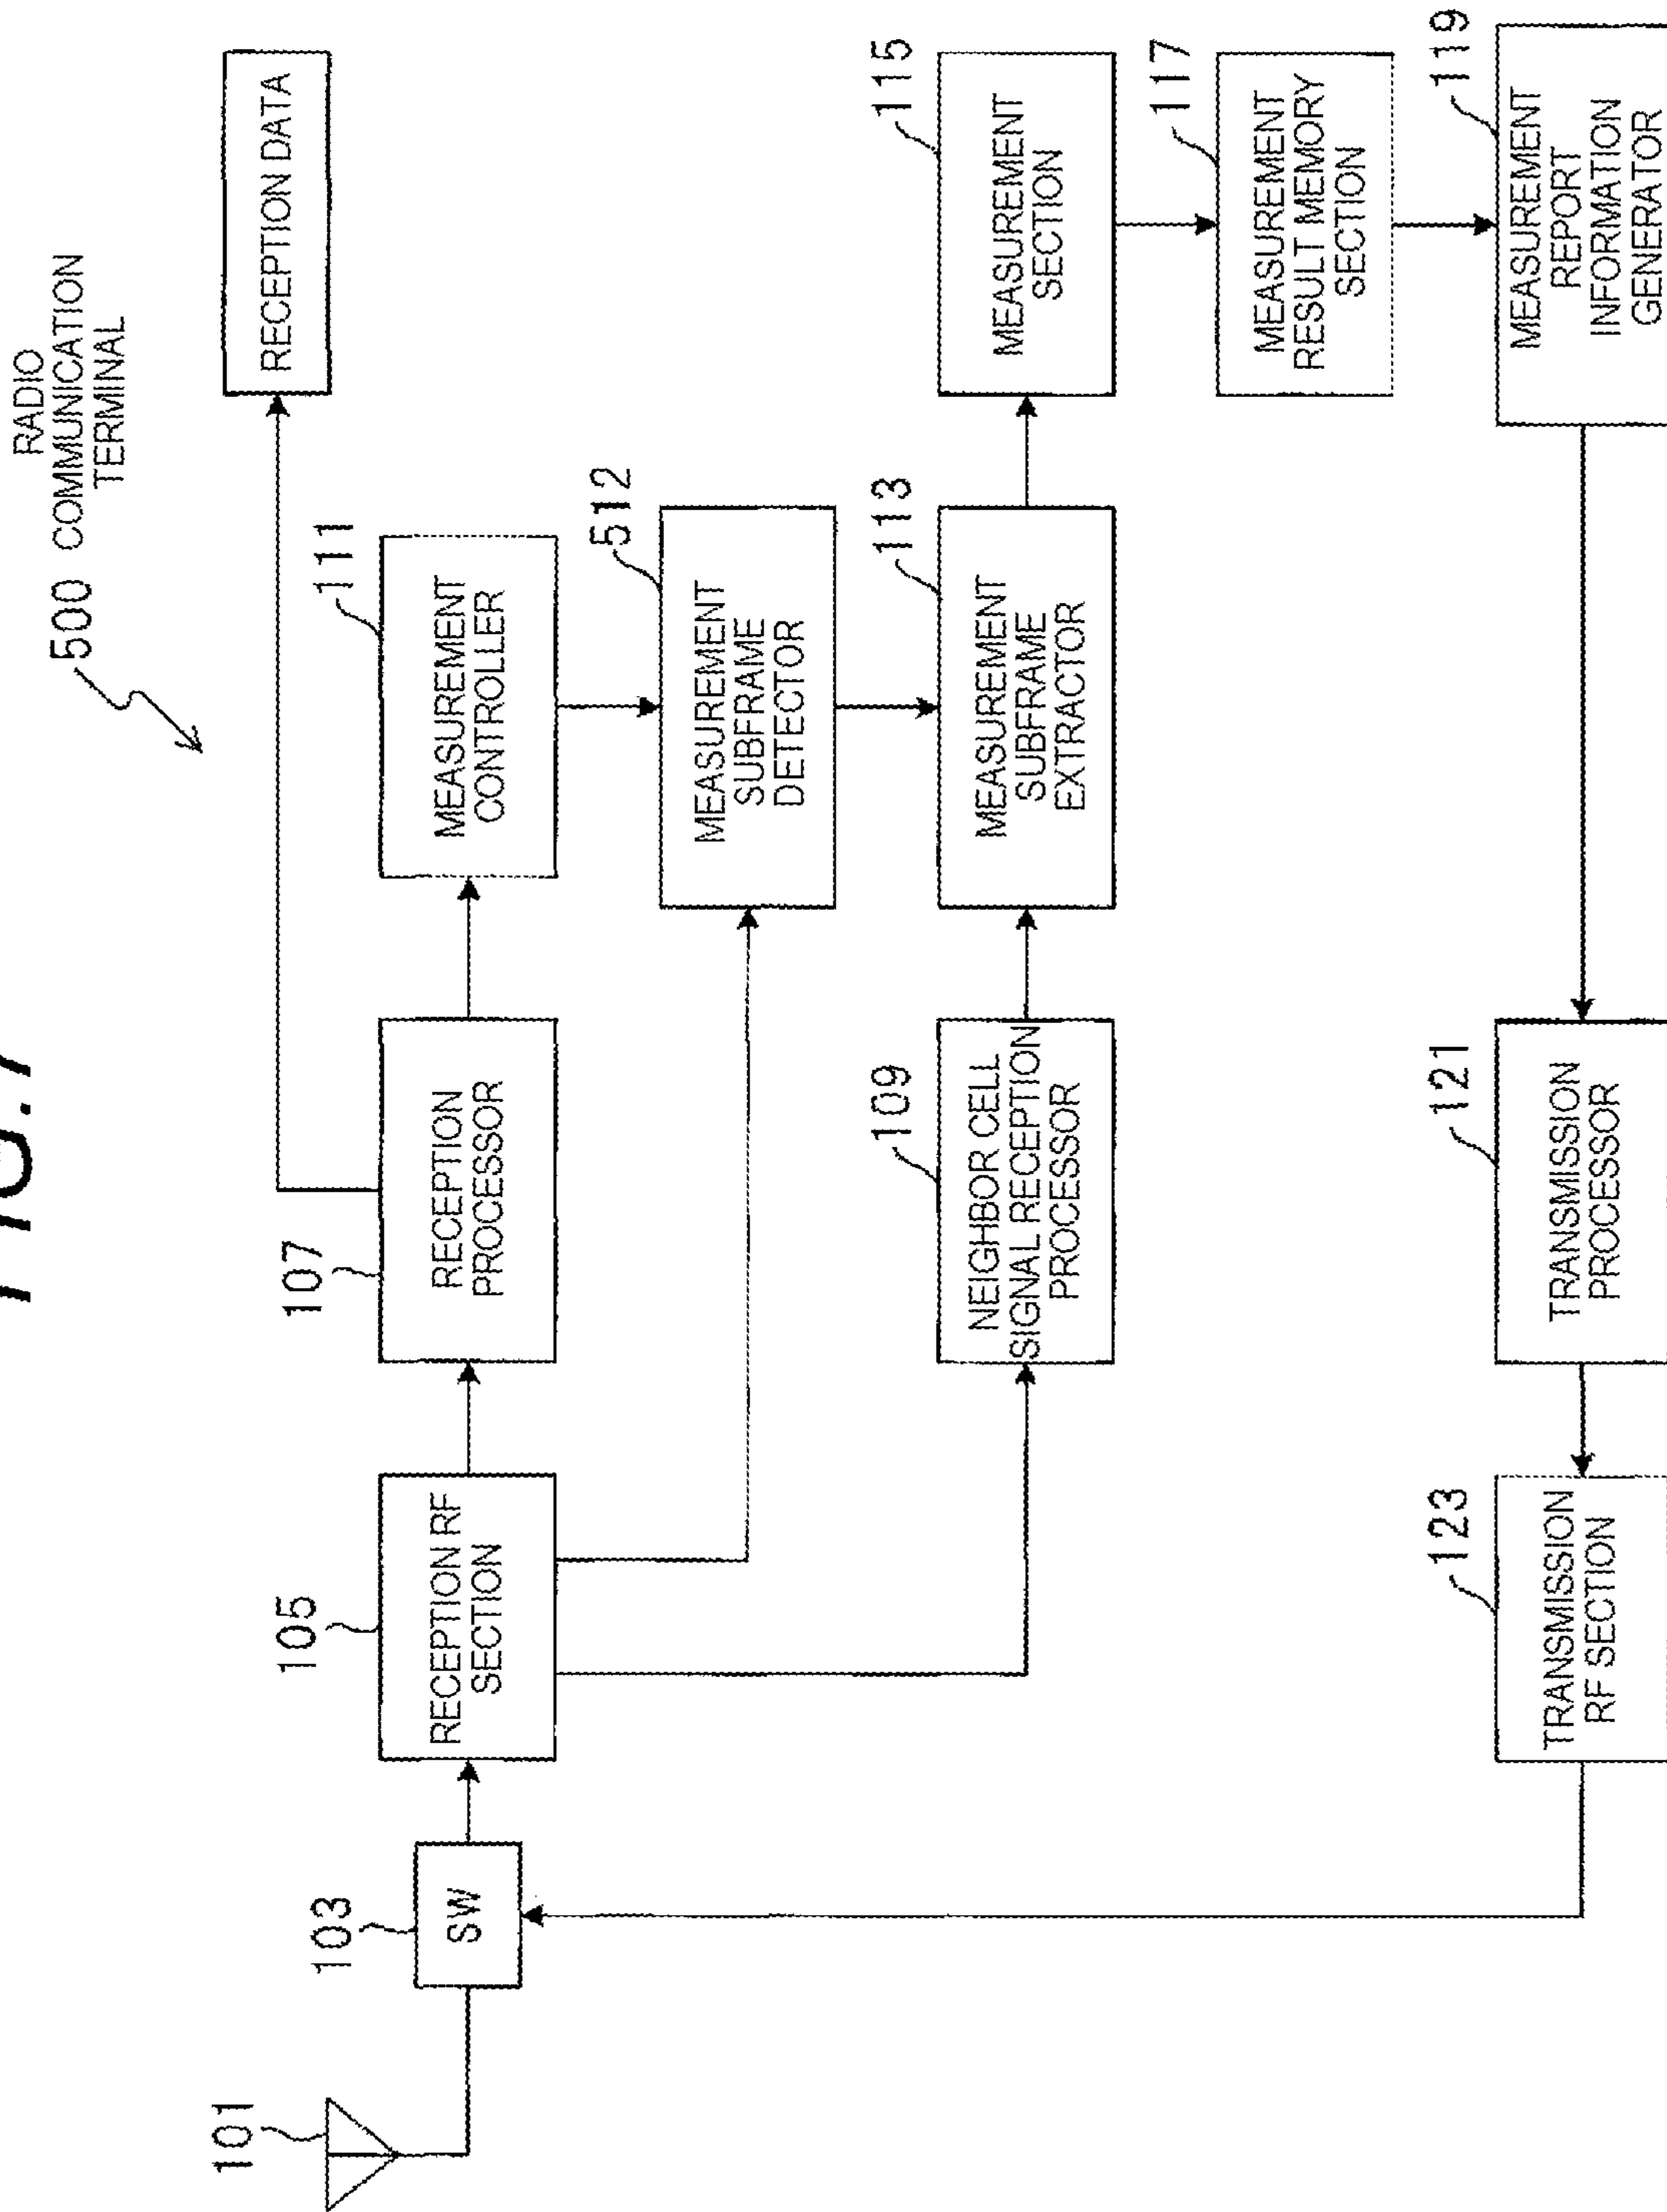 FIG.7
RADIO
500 COMMUNICATION
TERMINAL
RECEPTION DATA
101
103
SW
105
RECEPTION RF
SECTION
107
RECEPTION
PROCESSOR
111
MEASUREMENT
CONTROLLER
512
MEASUREMENT
SUBFRAME
DETECTOR
109
NEIGHBOR CELL
SIGNAL RECEPTION
PROCESSOR
113
MEASUREMENT
SUBFRAME
EXTRACTOR
115
MEASUREMENT
SECTION
117
MEASUREMENT
RESULT MEMORY
SECTION
123
TRANSMISSION
RF SECTION
121
TRANSMISSION
PROCESSOR
119
MEASUREMENT
REPORT
INFORMATION
GENERATOR